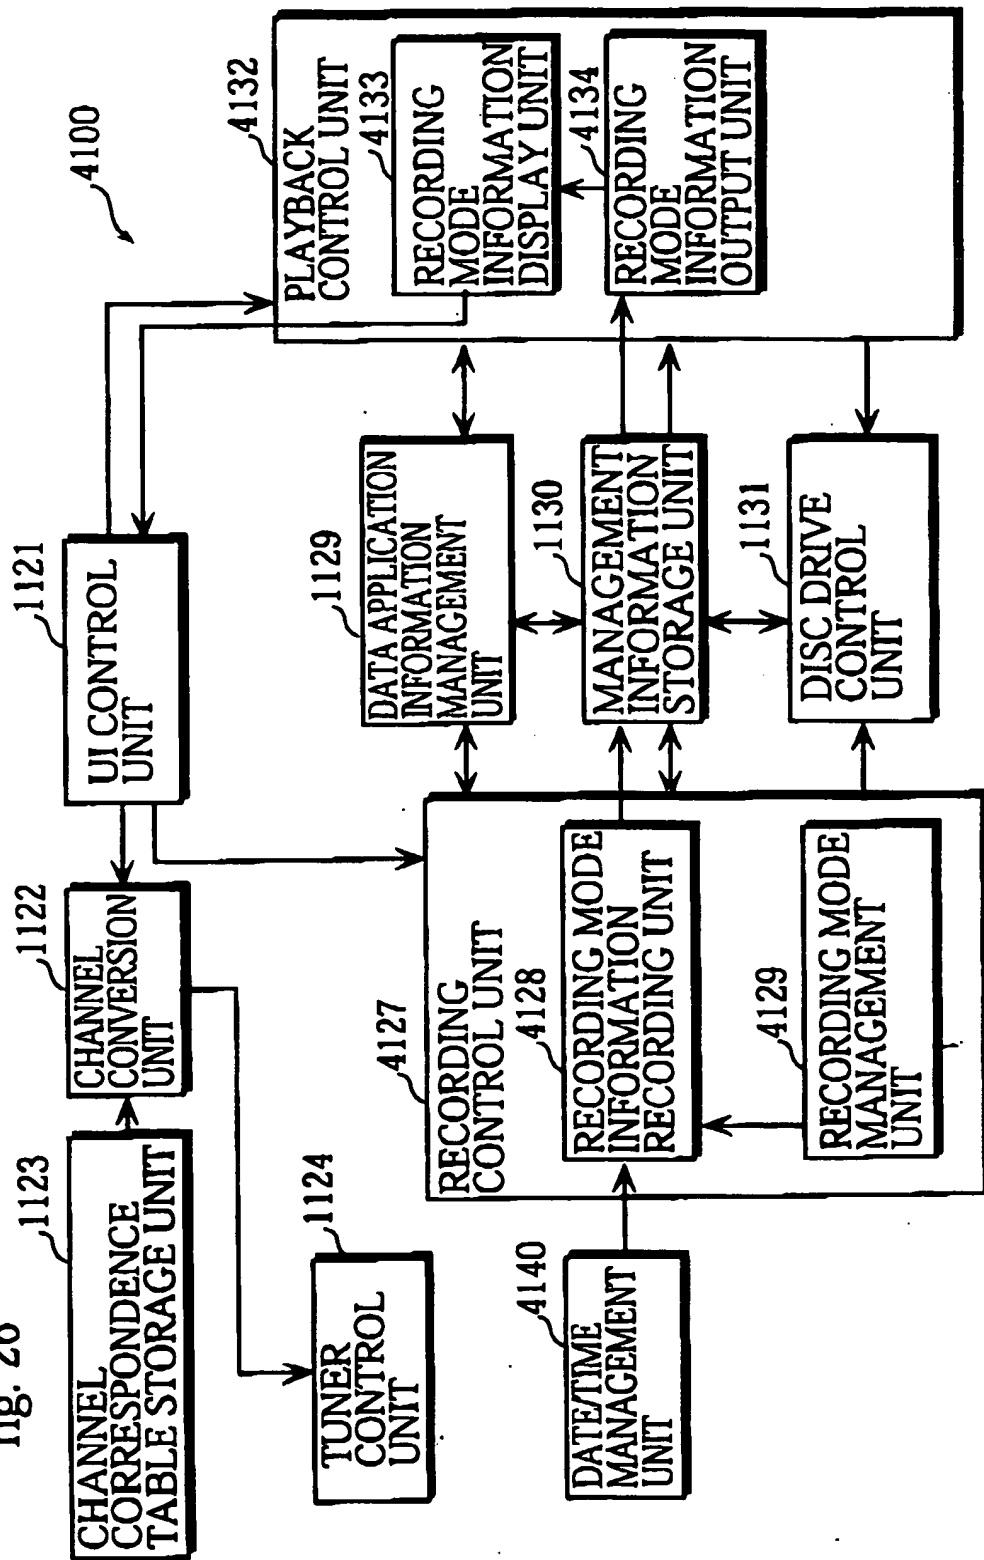 Fig. 26
4100
CHANNEL
CORRESPONDENCE
TABLE STORAGE UNIT
1123
CHANNEL
CONVERSION
UNIT
1122
UI CONTROL
UNIT
1121
TUNER
CONTROL
UNIT
1124
DATE/TIME
MANAGEMENT
UNIT
4140
RECORDING
CONTROL UNIT
4127
RECORDING MODE
INFORMATION
RECORDING UNIT
4128
RECORDING MODE
MANAGEMENT
UNIT
4129
DATA APPLICATION
INFORMATION
MANAGEMENT
UNIT
1129
MANAGEMENT
INFORMATION
STORAGE UNIT
1130
DISC DRIVE
CONTROL
UNIT
1131
PLAYBACK
CONTROL UNIT
4132
RECORDING
MODE
INFORMATION
DISPLAY UNIT
4133
RECORDING
MODE
INFORMATION
OUTPUT UNIT
4134